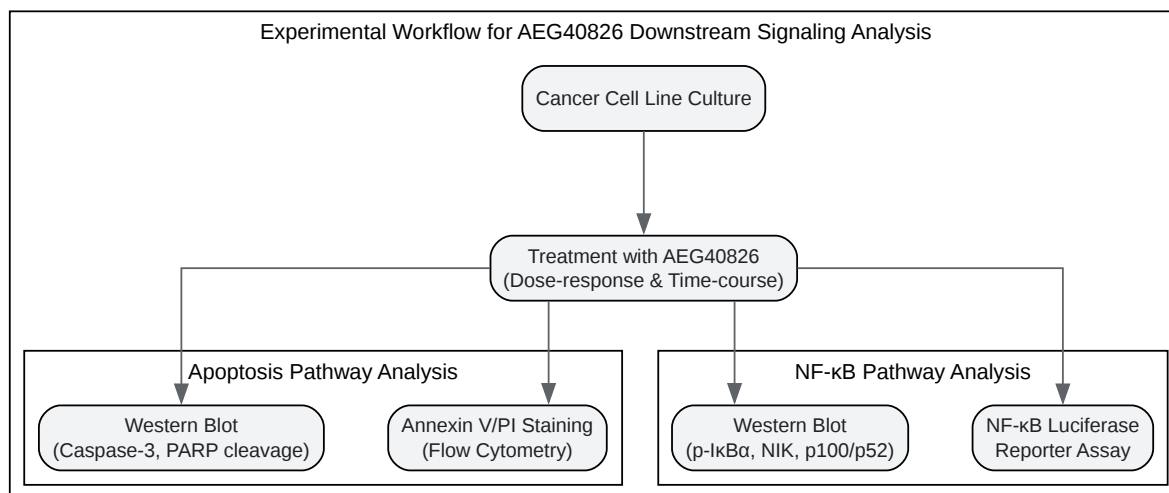 Experimental Workflow for AEG40826 Downstream Signaling Analysis
Cancer Cell Line Culture
Treatment with AEG40826
(Dose-response & Time-course)
Apoptosis Pathway Analysis
Western Blot
(Caspase-3, PARP cleavage)
Annexin V/PI Staining
(Flow Cytometry)
NF-κB Pathway Analysis
Western Blot
(p-IκBα, NIK, p100/p52)
NF-κB Luciferase
Reporter Assay